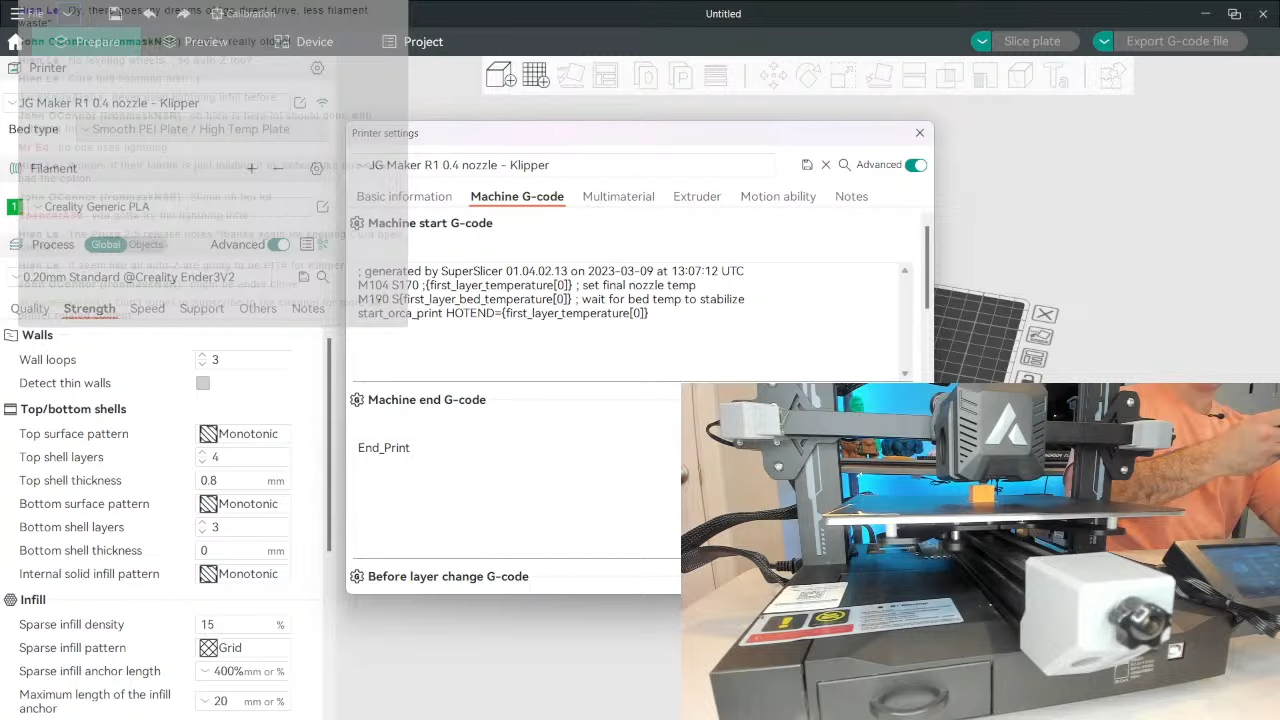 File
Calibration
Untitled
Prepare
Preview
Device
Project
Slice plate
Export G-code file
Printer
JG Maker R1 0.4 nozzle - Klipper
Bed type
Smooth PEI Plate / High Temp Plate
Filament
1
Creality Generic PLA
Process
Global
Objects
Advanced
0.20mm Standard @Creality Ender3V2
Quality
Strength
Speed
Support
Others
Notes
Walls
Wall loops
3
Detect thin walls
Top/bottom shells
Top surface pattern
Monotonic
Top shell layers
4
Top shell thickness
0.8 mm
Bottom surface pattern
Monotonic
Bottom shell layers
3
Bottom shell thickness
0 mm
Internal solid infill pattern
Monotonic
Infill
Sparse infill density
15 %
Sparse infill pattern
Grid
Sparse infill anchor length
400% mm or %
Maximum length of the infill
anchor
20 mm or %
Printer settings
JG Maker R1 0.4 nozzle - Klipper
Advanced
Basic information
Machine G-code
Multimaterial
Extruder
Motion ability
Notes
Machine start G-code
; generated by SuperSlicer 01.04.02.13 on 2023-03-09 at 13:07:12 UTC
M104 S170 ;{first_layer_temperature[0]} ; set final nozzle temp
M190 S{first_layer_bed_temperature[0]} ; wait for bed temp to stabilize
start_orca_print HOTEND={first_layer_temperature[0]}
Machine end G-code
End_Print
Before layer change G-code